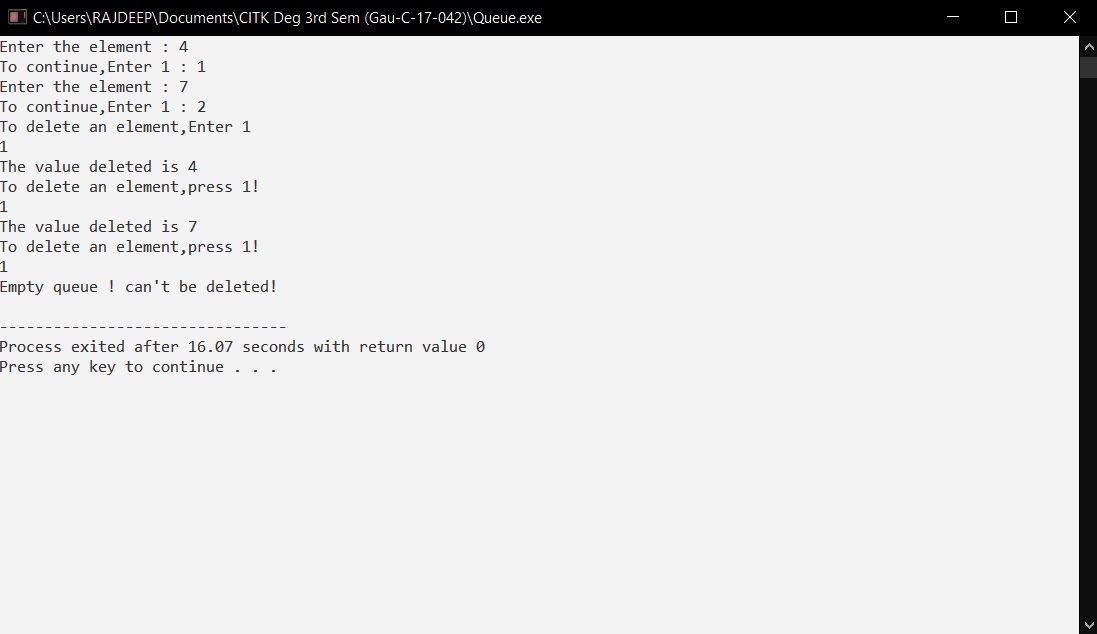 C:\Users\RAJDEEP\Documents\CITK Deg 3rd Sem (Gau-C-17-042)\Queue.exe
Enter the element : 4
To continue,Enter 1 : 1
Enter the element : 7
To continue,Enter 1 : 2
To delete an element,Enter 1
1
The value deleted is 4
To delete an element,press 1!
1
The value deleted is 7
To delete an element,press 1!
1
Empty queue ! can't be deleted!
--------------------------------
Process exited after 16.07 seconds with return value 0
Press any key to continue . . .